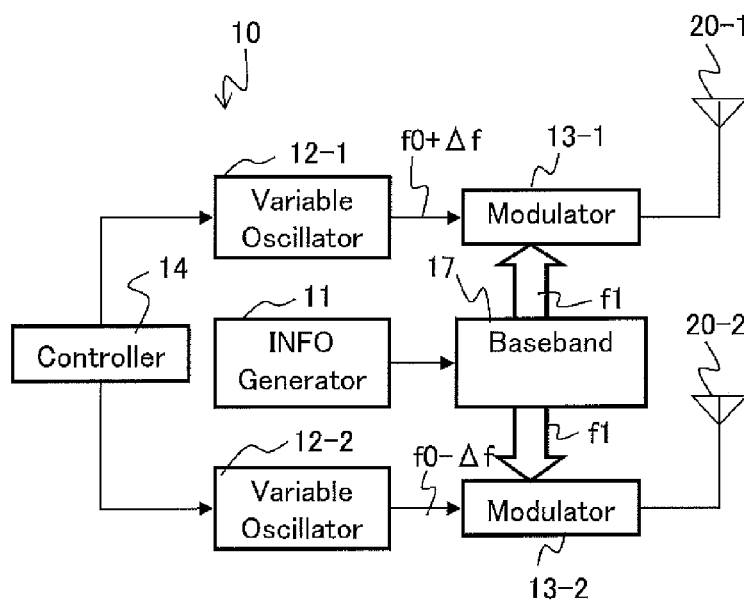 10
20-1
12-1
f0+Δf
13-1
Variable
Oscillator
Modulator
14
11
17
f1
20-2
Controller
INFO
Generator
Baseband
12-2
f0-Δf
f1
Variable
Oscillator
Modulator
13-2